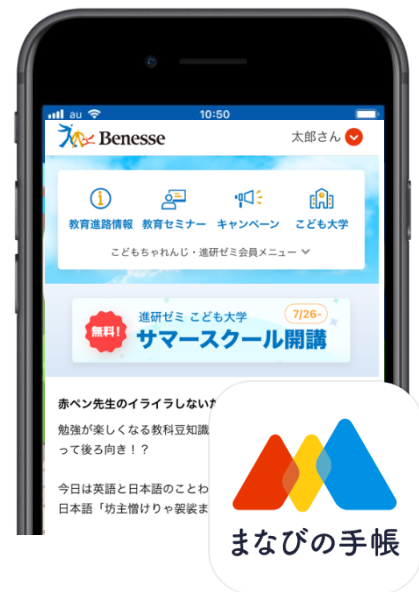 au
10:50
Benesse
太郎さん
教育進路情報 教育セミナー キャンペーン こども大学
こどもちゃれんじ・進研ゼミ会員メニュー
無料!
進研ゼミ こども大学
7/26-
サマースクール開講
赤ペン先生のイライラしない
勉強が楽しくなる教科豆知識
って後ろ向き！？
今日は英語と日本語のことわ
日本語「坊主憎けりゃ袈裟ま
まなびの手帳